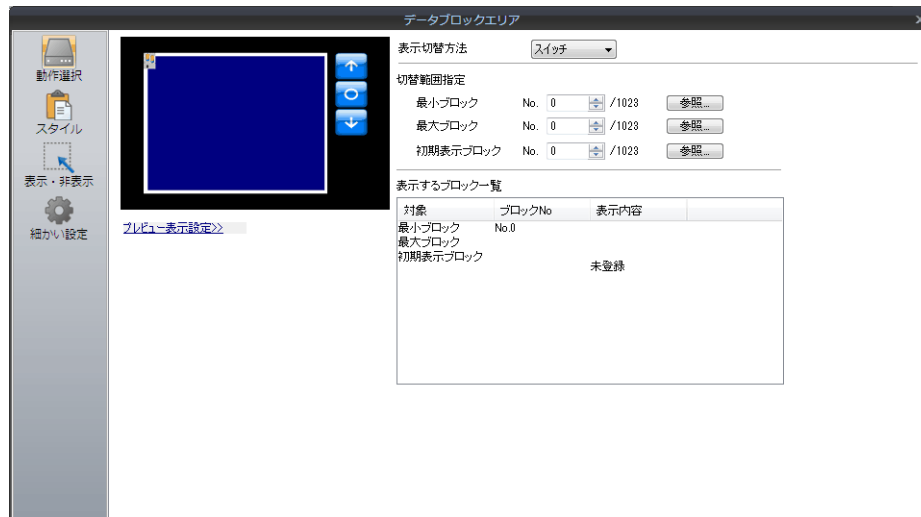 データブロックエリア
動作選択
スタイル
表示・非表示
細かい設定
プレビュー表示設定>>
表示切替方法 スイッチ
切替範囲指定
最小ブロック No. 0 /1023 参照...
最大ブロック No. 0 /1023 参照...
初期表示ブロック No. 0 /1023 参照...
表示するブロック一覧
対象 ブロックNo 表示内容
最小ブロック No.0
最大ブロック
初期表示ブロック
未登録